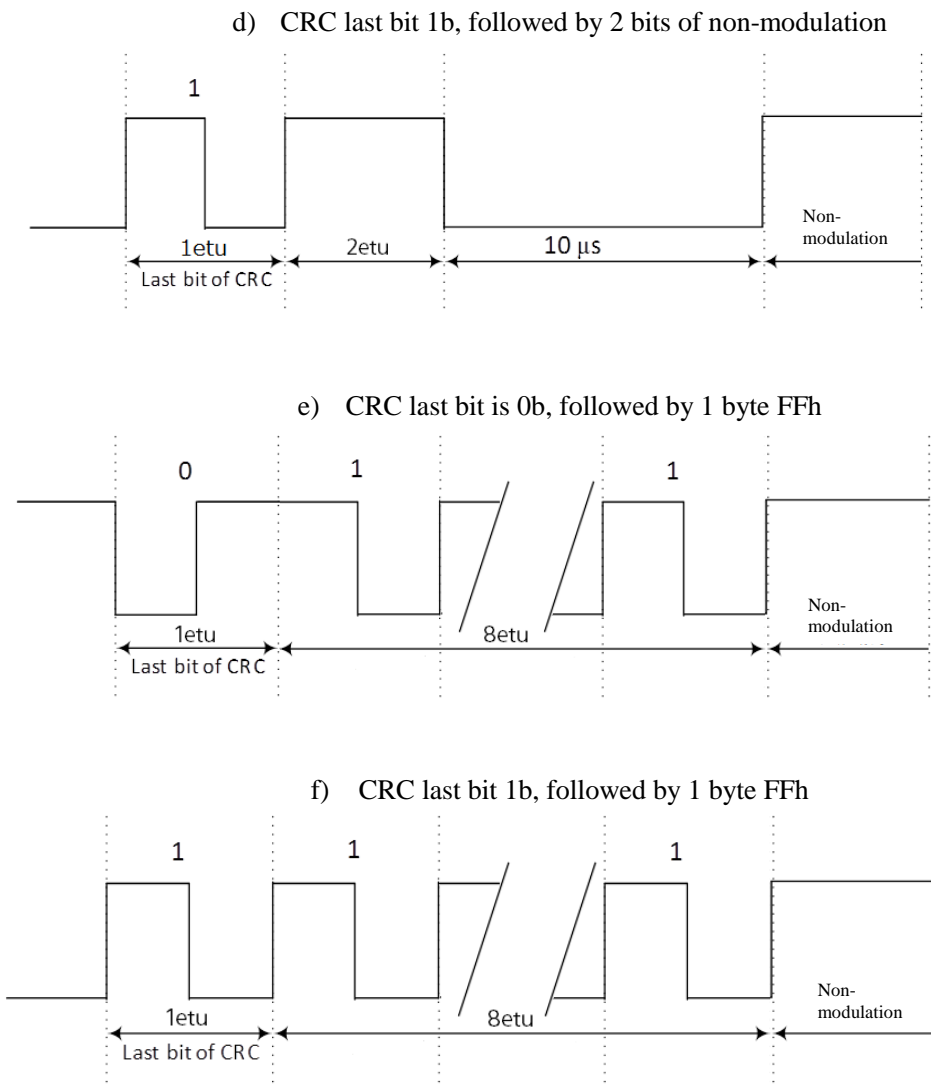 d) CRC last bit 1b, followed by 2 bits of non-modulation
1
1etu
2etu
10 μs
Non-
modulation
Last bit of CRC
e) CRC last bit is 0b, followed by 1 byte FFh
0
1
1
1etu
8etu
Non-
modulation
Last bit of CRC
f) CRC last bit 1b, followed by 1 byte FFh
1
1
1
1etu
8etu
Non-
modulation
Last bit of CRC